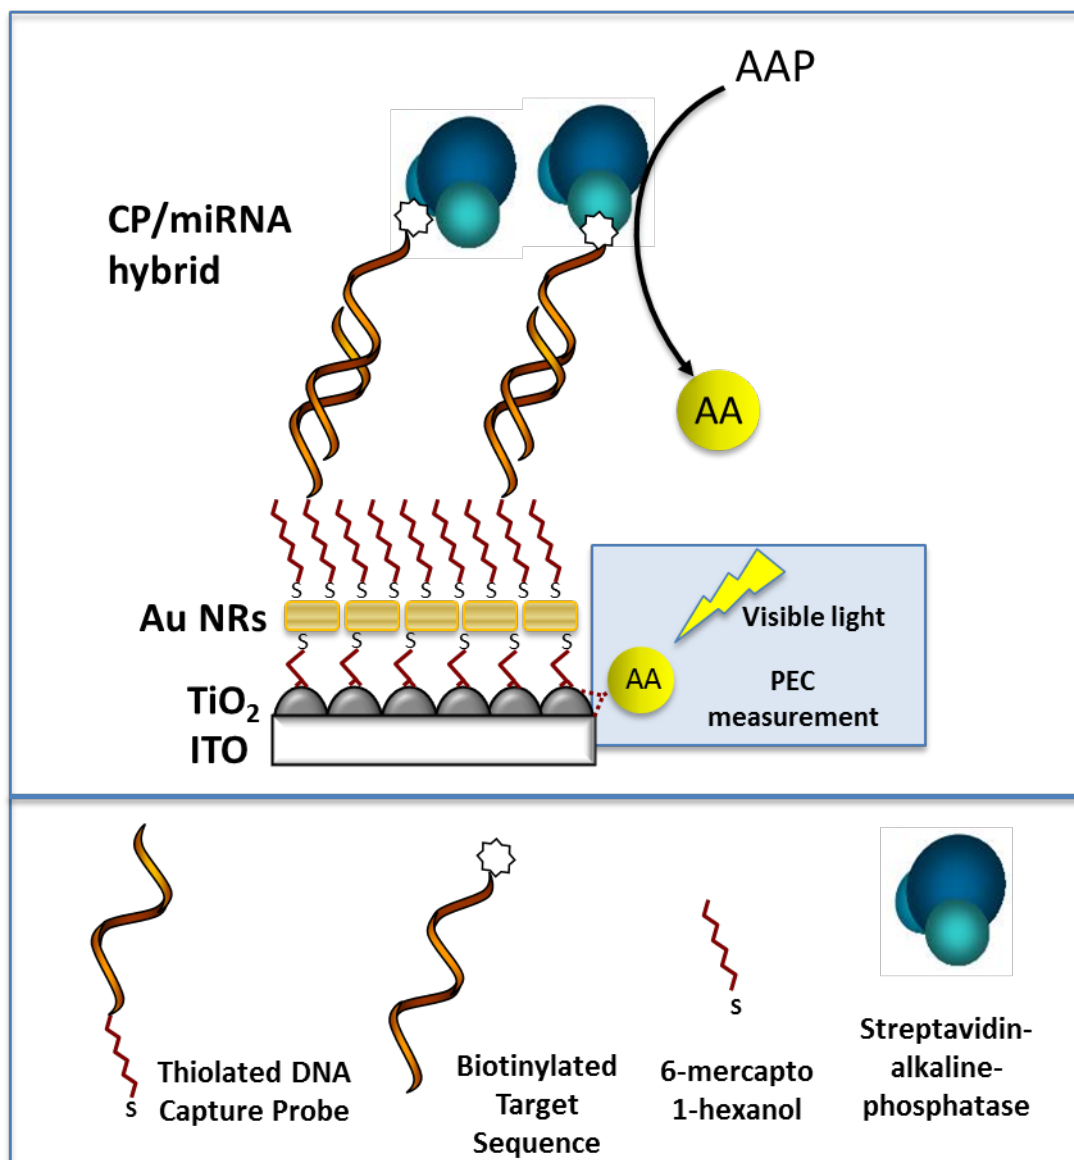 AAP
CP/miRNA
hybrid
AA
S S S S S S S S
Au NRs
S S S S S S
Visible light
AA
PEC
measurement
TiO₂
ITO
S
Thiolated DNA
Capture Probe
Biotinylated
Target
Sequence
S
6-mercapto
1-hexanol
Streptavidin-
alkaline-
phosphatase